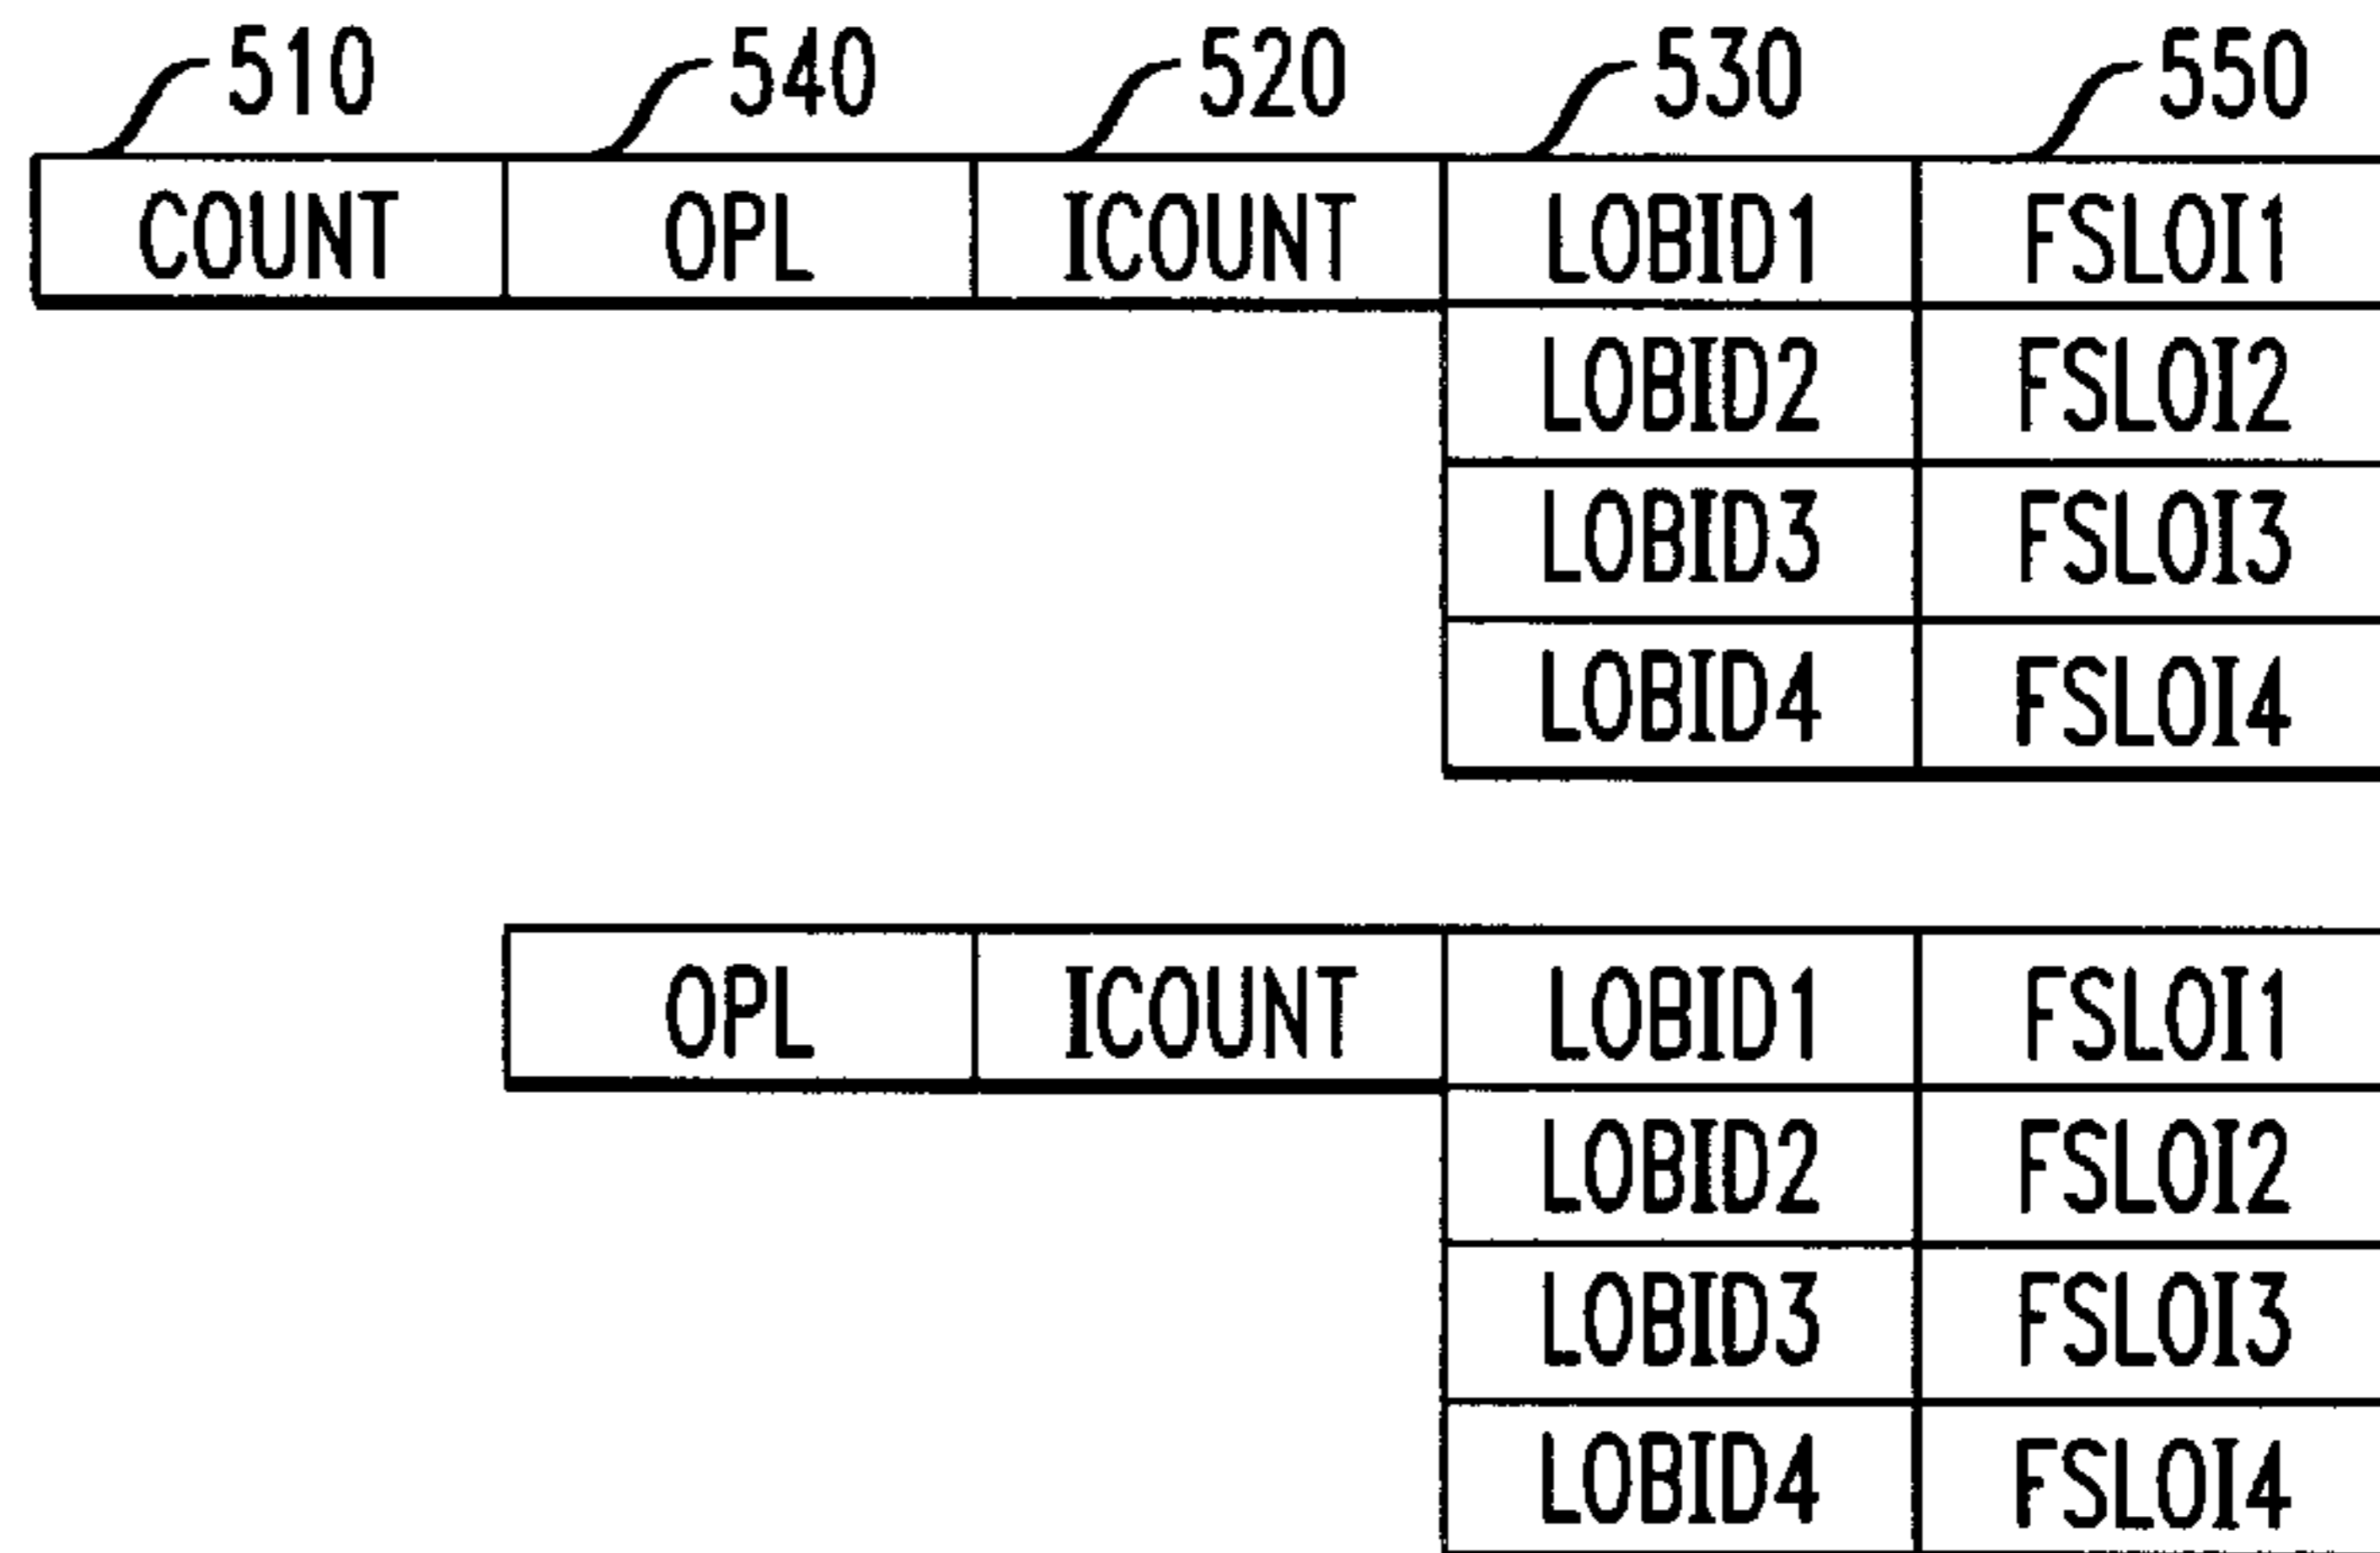 510 540 520 530 550
COUNT OPL ICOUNT LOBID1 FSLOI1
LOBID2 FSLOI2
LOBID3 FSLOI3
LOBID4 FSLOI4
OPL ICOUNT LOBID1 FSLOI1
LOBID2 FSLOI2
LOBID3 FSLOI3
LOBID4 FSLOI4